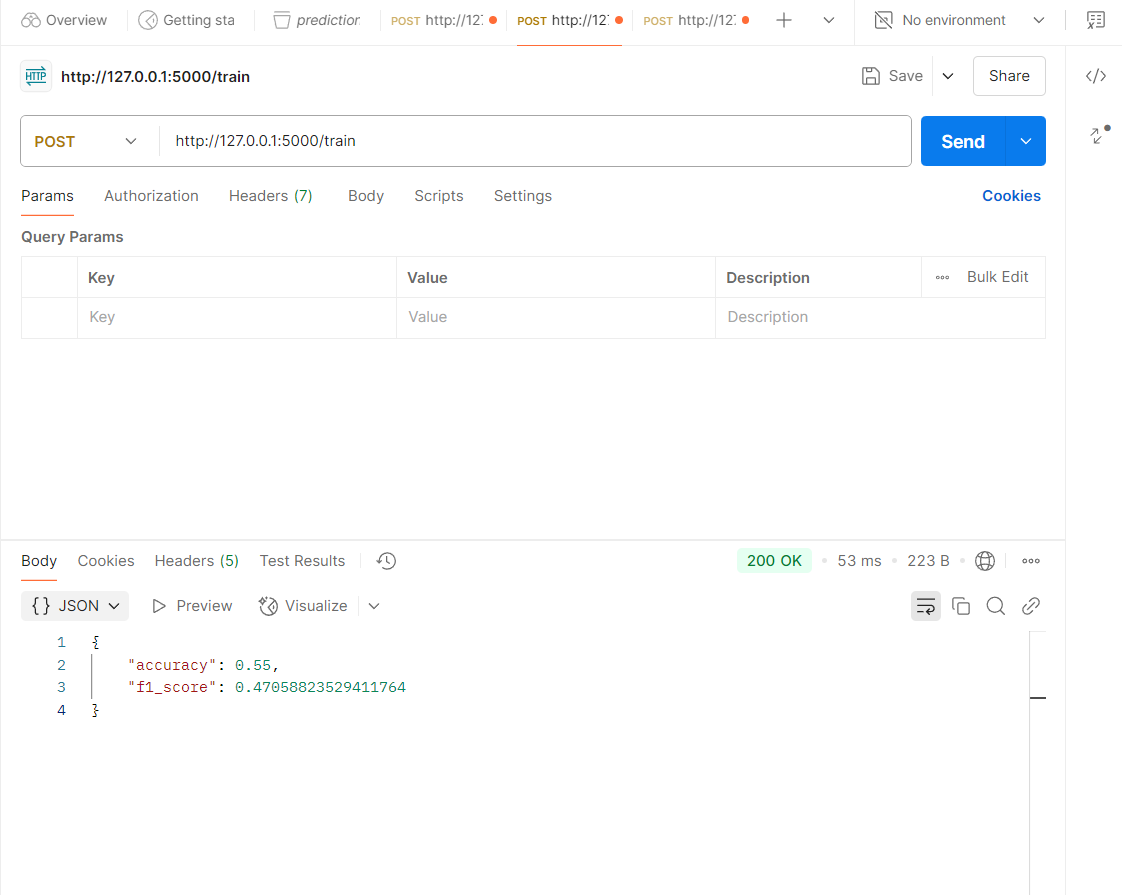 Overview Getting sta prediction POST http://127 POST http://127 POST http://127 No environment
HTTP http://127.0.0.1:5000/train Save Share
POST http://127.0.0.1:5000/train Send
Params Authorization Headers (7) Body Scripts Settings Cookies
Query Params
Key Value Description Bulk Edit
Key Value Description
Body Cookies Headers (5) Test Results 200 OK 53 ms 223 B
{} JSON Preview Visualize
1 {
2 "accuracy": 0.55,
3 "f1_score": 0.47058823529411764
4 }